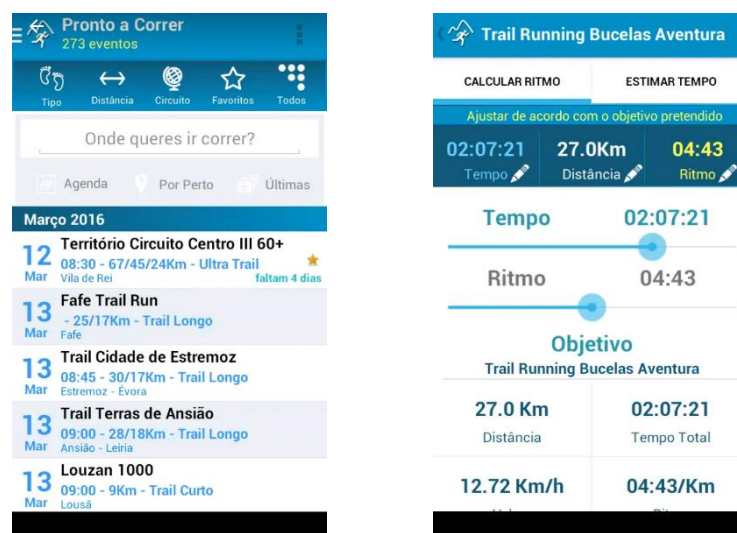 Pronto a Correr
273 eventos
Tipo Distância Circuito Favoritos Todos
Onde queres ir correr?
Agenda Por Perto Últimas
Março 2016
12 Mar
Território Circuito Centro III 60+
08:30 - 67/45/24Km - Ultra Trail
Vila de Rei faltam 4 dias
13 Mar
Fafe Trail Run
- 25/17Km - Trail Longo
Fafe
13 Mar
Trail Cidade de Estremoz
08:45 - 30/17Km - Trail Longo
Estremoz - Évora
13 Mar
Trail Terras de Ansião
09:00 - 28/18Km - Trail Longo
Ansião - Leiria
13 Mar
Louzan 1000
09:00 - 9Km - Trail Curto
Lousã
Trail Running Bucelas Aventura
CALCULAR RITMO ESTIMAR TEMPO
Ajustar de acordo com o objetivo pretendido
02:07:21 27.0Km 04:43
Tempo Distância Ritmo
Tempo 02:07:21
Ritmo 04:43
Objetivo
Trail Running Bucelas Aventura
27.0 Km 02:07:21
Distância Tempo Total
12.72 Km/h 04:43/Km